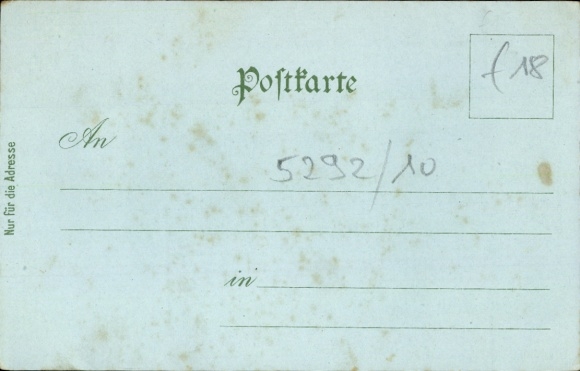 Postkarte
f 18
An
5292/10
in
Nur für die Adresse